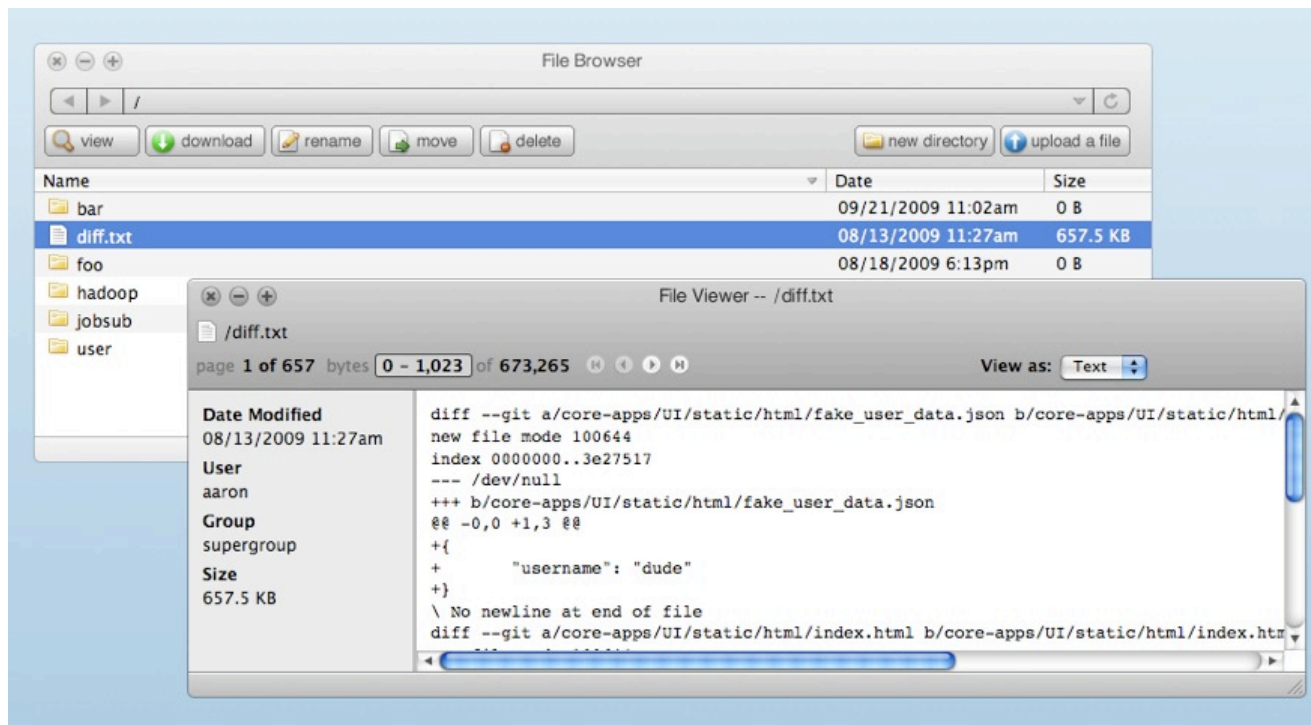 File Browser
/
view download rename move delete new directory upload a file
Name Date Size
bar 09/21/2009 11:02am 0 B
diff.txt 08/13/2009 11:27am 657.5 KB
foo 08/18/2009 6:13pm 0 B
hadoop
jobsub
user
File Viewer -- /diff.txt
/diff.txt
page 1 of 657 bytes 0 - 1,023 of 673,265 View as: Text
Date Modified
08/13/2009 11:27am
User
aaron
Group
supergroup
Size
657.5 KB
diff --git a/core-apps/UI/static/html/fake_user_data.json b/core-apps/UI/static/html/
new file mode 100644
index 0000000..3e27517
--- /dev/null
+++ b/core-apps/UI/static/html/fake_user_data.json
@@ -0,0 +1,3 @@
+{
+ "username": "dude"
+}
\ No newline at end of file
diff --git a/core-apps/UI/static/html/index.html b/core-apps/UI/static/html/index.htm